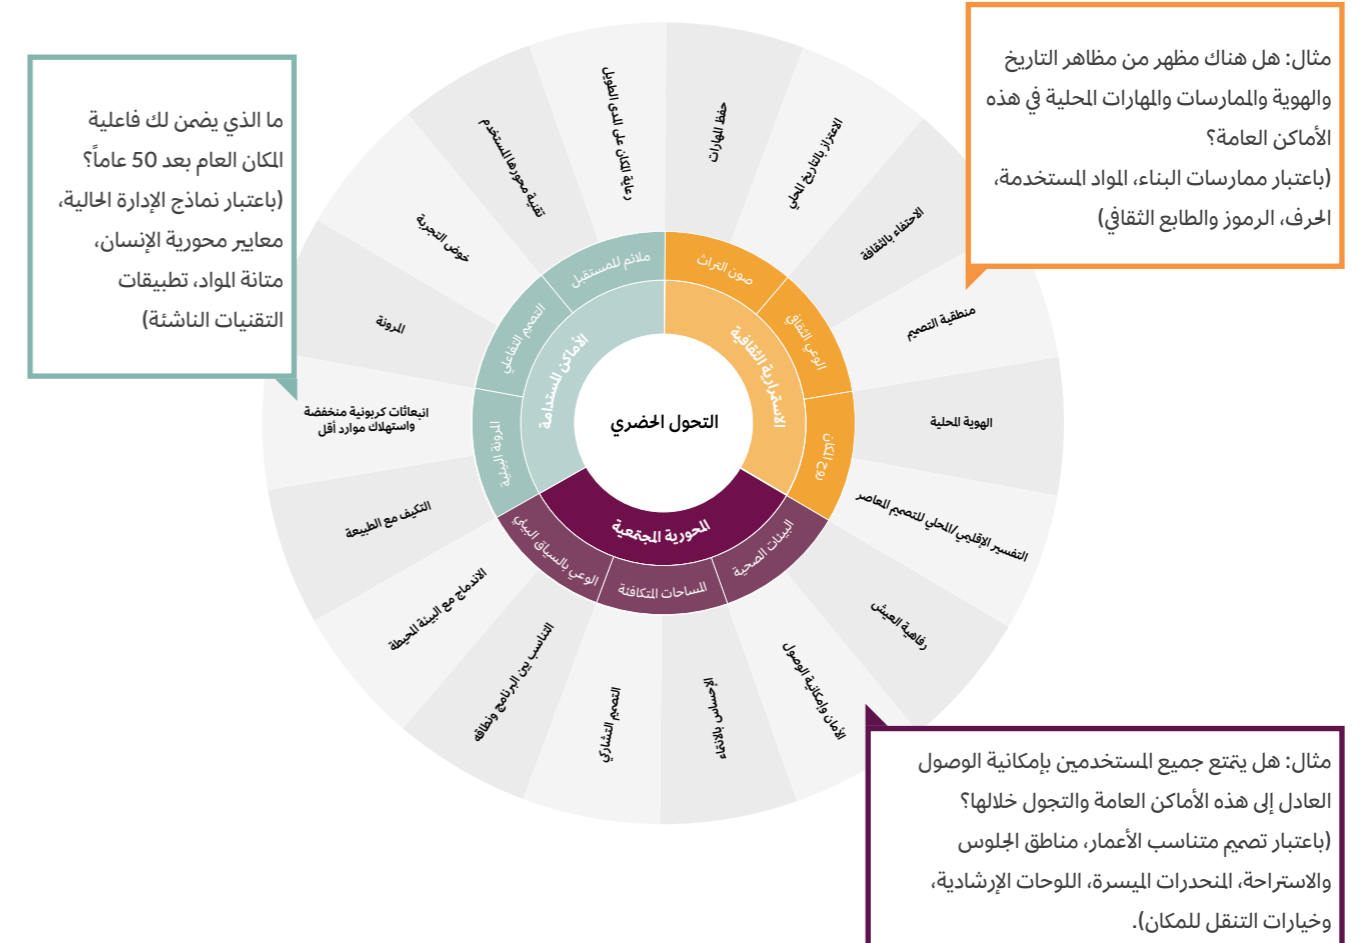 مثال: هل هناك مظهر من مظاهر التاريخ
والهوية والممارسات والمهارات المحلية في هذه
الأماكن العامة؟
(باعتبار ممارسات البناء، المواد المستخدمة،
الحرف، الرموز والطابع الثقافي)
ما الذي يضمن لك فاعلية
المكان العام بعد 50 عاماً؟
(باعتبار نماذج الإدارة الحالية،
معايير محورية الإنسان،
متانة المواد، تطبيقات
التقنيات الناشئة)
التحول الحضري
الاستمرارية الثقافية
المحورية المجتمعية
الأماكن المستدامة
صون التراث
الوعي الثقافي
البيئات الصحية
المساحات المتكافئة
الوعي بالسياق البيئي
المرونة البيئية
التصميم التفاعلي
ملائم للمستقبل
حفظ المهارات
الاعتزاز بالتاريخ المحلي
الاحتفاء بالثقافة
منطقية التصميم
الهوية المحلية
التفسير الإقليمي/المحلي للتصميم المعاصر
رفاهية العيش
الأمان وإمكانية الوصول
الإحساس بالانتماء
التصميم التشاركي
التناسب بين البرنامج ونطاقه
الاندماج مع البيئة المحيطة
التكيف مع الطبيعة
انبعاثات كربونية منخفضة
واستهلاك موارد أقل
المرونة
خوض التجربة
تقنية محورها المستخدم
رعاية المكان على المدى الطويل
مثال: هل يتمتع جميع المستخدمين بإمكانية الوصول
العادل إلى هذه الأماكن العامة والتجول خلالها؟
(باعتبار تصميم متناسب الأعمار، مناطق الجلوس
والاستراحة، المنحدرات الميسرة، اللوحات الإرشادية،
وخيارات التنقل للمكان).